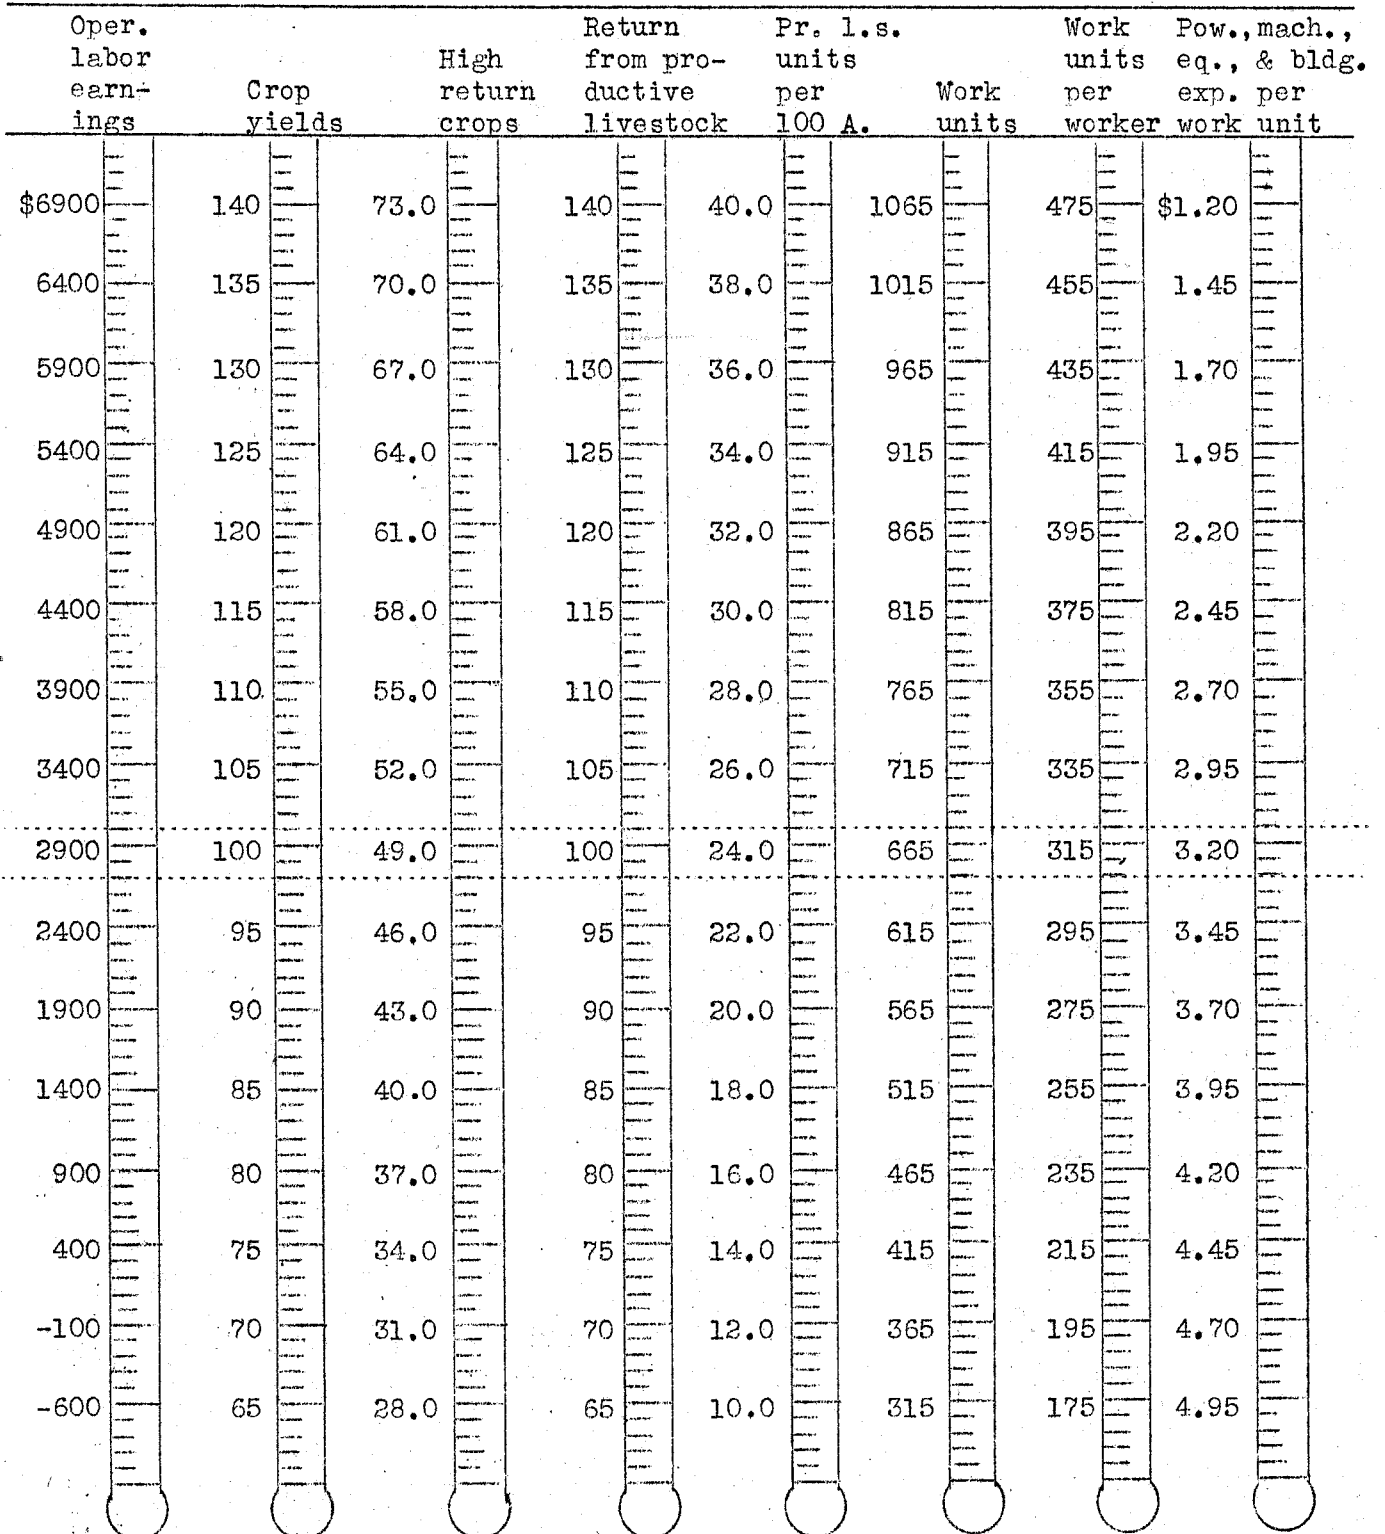 Oper. Return Pr. l.s. Work Pow., mach.,
labor High from pro- units units eq., & bldg.
earn- Crop return ductive per Work per exp. per
ings yields crops livestock 100 A. units worker work unit
$6900 140 73.0 140 40.0 1065 475 $1.20
6400 135 70.0 135 38.0 1015 455 1.45
5900 130 67.0 130 36.0 965 435 1.70
5400 125 64.0 125 34.0 915 415 1.95
4900 120 61.0 120 32.0 865 395 2.20
4400 115 58.0 115 30.0 815 375 2.45
3900 110 55.0 110 28.0 765 355 2.70
3400 105 52.0 105 26.0 715 335 2.95
2900 100 49.0 100 24.0 665 315 3.20
2400 95 46.0 95 22.0 615 295 3.45
1900 90 43.0 90 20.0 565 275 3.70
1400 85 40.0 85 18.0 515 255 3.95
900 80 37.0 80 16.0 465 235 4.20
400 75 34.0 75 14.0 415 215 4.45
-100 70 31.0 70 12.0 365 195 4.70
-600 65 28.0 65 10.0 315 175 4.95